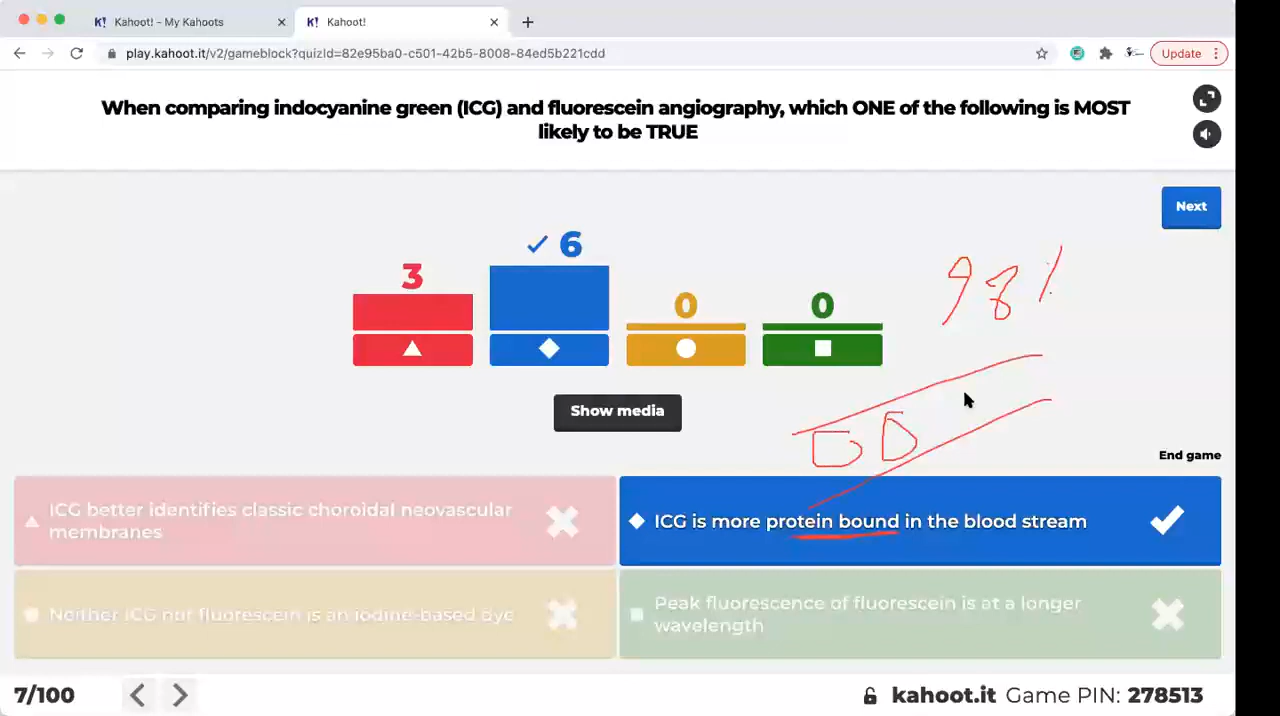 Kahoot! - My Kahoots
Kahoot!
play.kahoot.it/v2/gameblock?quizId=82e95ba0-c501-42b5-8008-84ed5b221cdd
Update
When comparing indocyanine green (ICG) and fluorescein angiography, which ONE of the following is MOST
likely to be TRUE
Next
3
6
0
0
98%
Show media
End game
ICG better identifies classic choroidal neovascular
membranes
ICG is more protein bound in the blood stream
Neither ICG not fluorescein is an iodine-based dye
Peak fluorescence of fluorescein is at a longer
wavelength
7/100
kahoot.it Game PIN: 278513